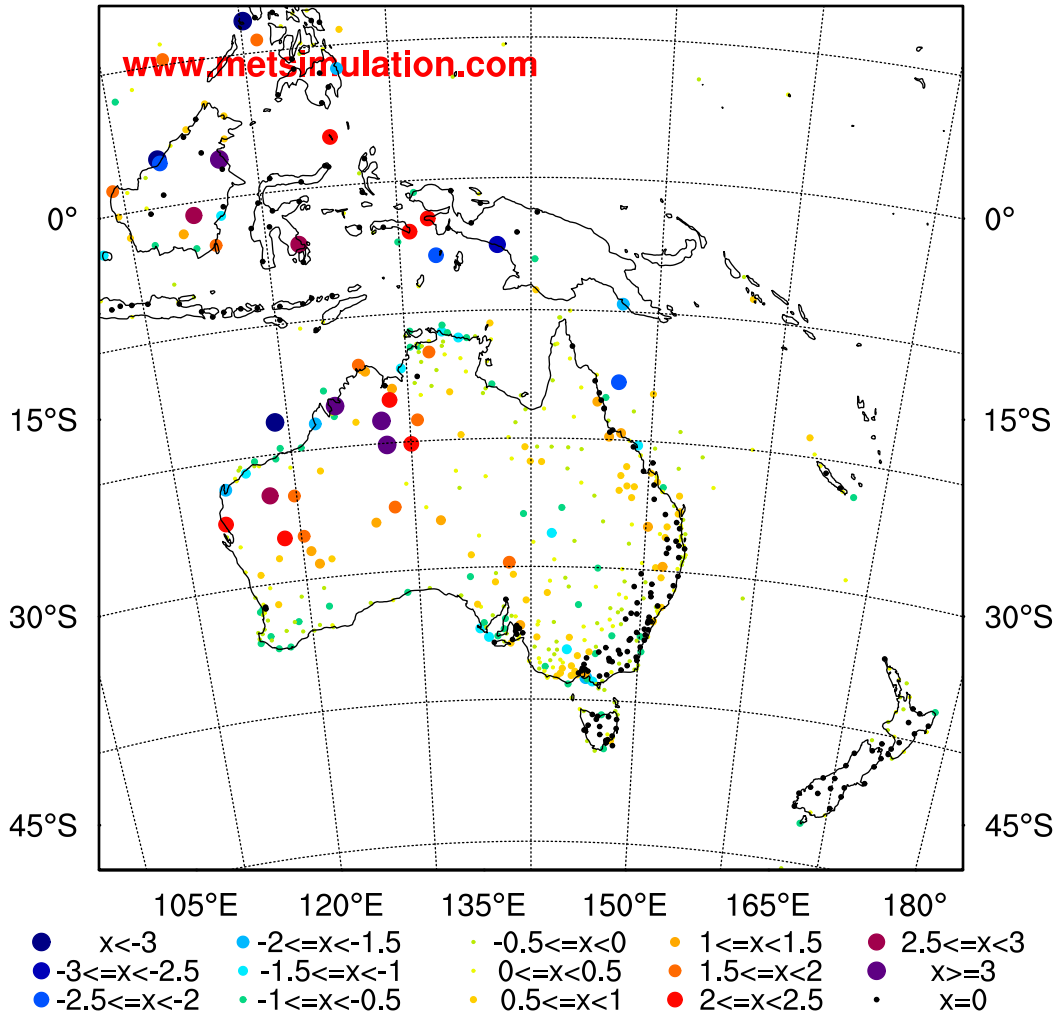 www.metsimulation.com
0° 0°
15°S 15°S
30°S 30°S
45°S 45°S
105°E 120°E 135°E 150°E 165°E 180°
x<-3 -2<=x<-1.5 -0.5<=x<0 1<=x<1.5 2.5<=x<3
-3<=x<-2.5 -1.5<=x<-1 0<=x<0.5 1.5<=x<2 x>=3
-2.5<=x<-2 -1<=x<-0.5 0.5<=x<1 2<=x<2.5 x=0